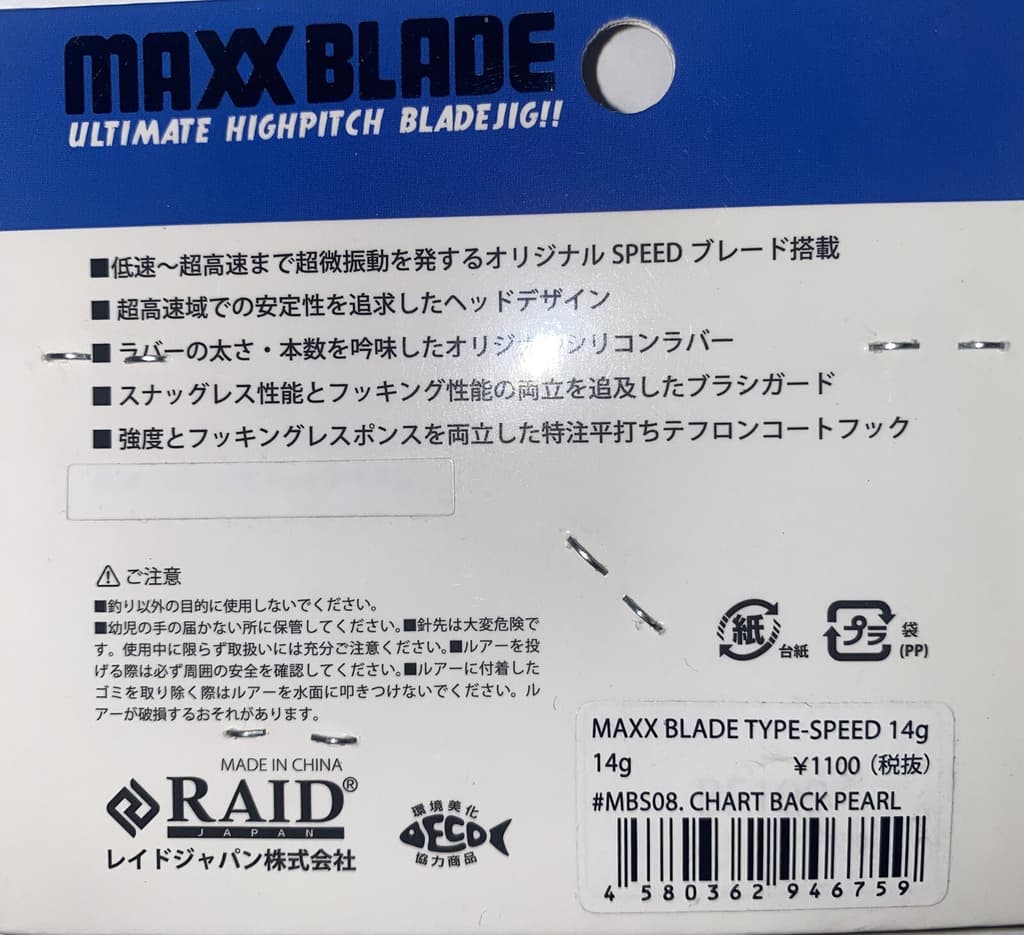 MAXX BLADE
ULTIMATE HIGHPITCH BLADEJIG!!
■低速～超高速まで超微振動を発するオリジナル SPEED ブレード搭載
■超高速域での安定性を追求したヘッドデザイン
■ラバーの太さ・本数を吟味したオリジナルシリコンラバー
■スナッグレス性能とフッキング性能の両立を追及したブラシガード
■強度とフッキングレスポンスを両立した特注平打ちテフロンコートフック
⚠ご注意
■釣り以外の目的に使用しないでください。
■幼児の手の届かない所に保管してください。■針先は大変危険で
す。使用中に限らず取扱いには充分ご注意ください。■ルアーを投
げる際は必ず周囲の安全を確認してください。■ルアーに付着した
ゴミを取り除く際はルアーを水面に叩きつけないでください。ル
アーが破損するおそれがあります。
紙 台紙
プラ 袋
(PP)
MADE IN CHINA
RAID®
JAPAN
レイドジャパン株式会社
環境美化
DECO
協力商品
MAXX BLADE TYPE-SPEED 14g
14g ¥1100（税抜）
#MBS08. CHART BACK PEARL
4 580362 946759